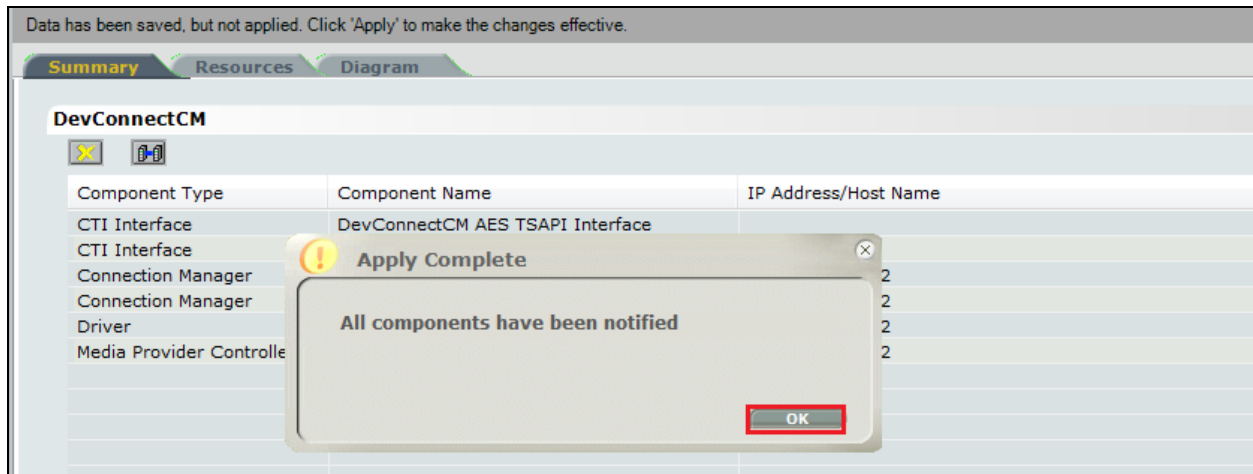 Data has been saved, but not applied. Click 'Apply' to make the changes effective.
Summary Resources Diagram
DevConnectCM
Component Type Component Name IP Address/Host Name
CTI Interface DevConnectCM AES TSAPI Interface
CTI Interface
Apply Complete
Connection Manager 2
Connection Manager 2
All components have been notified
Driver 2
Media Provider Controlle 2
OK